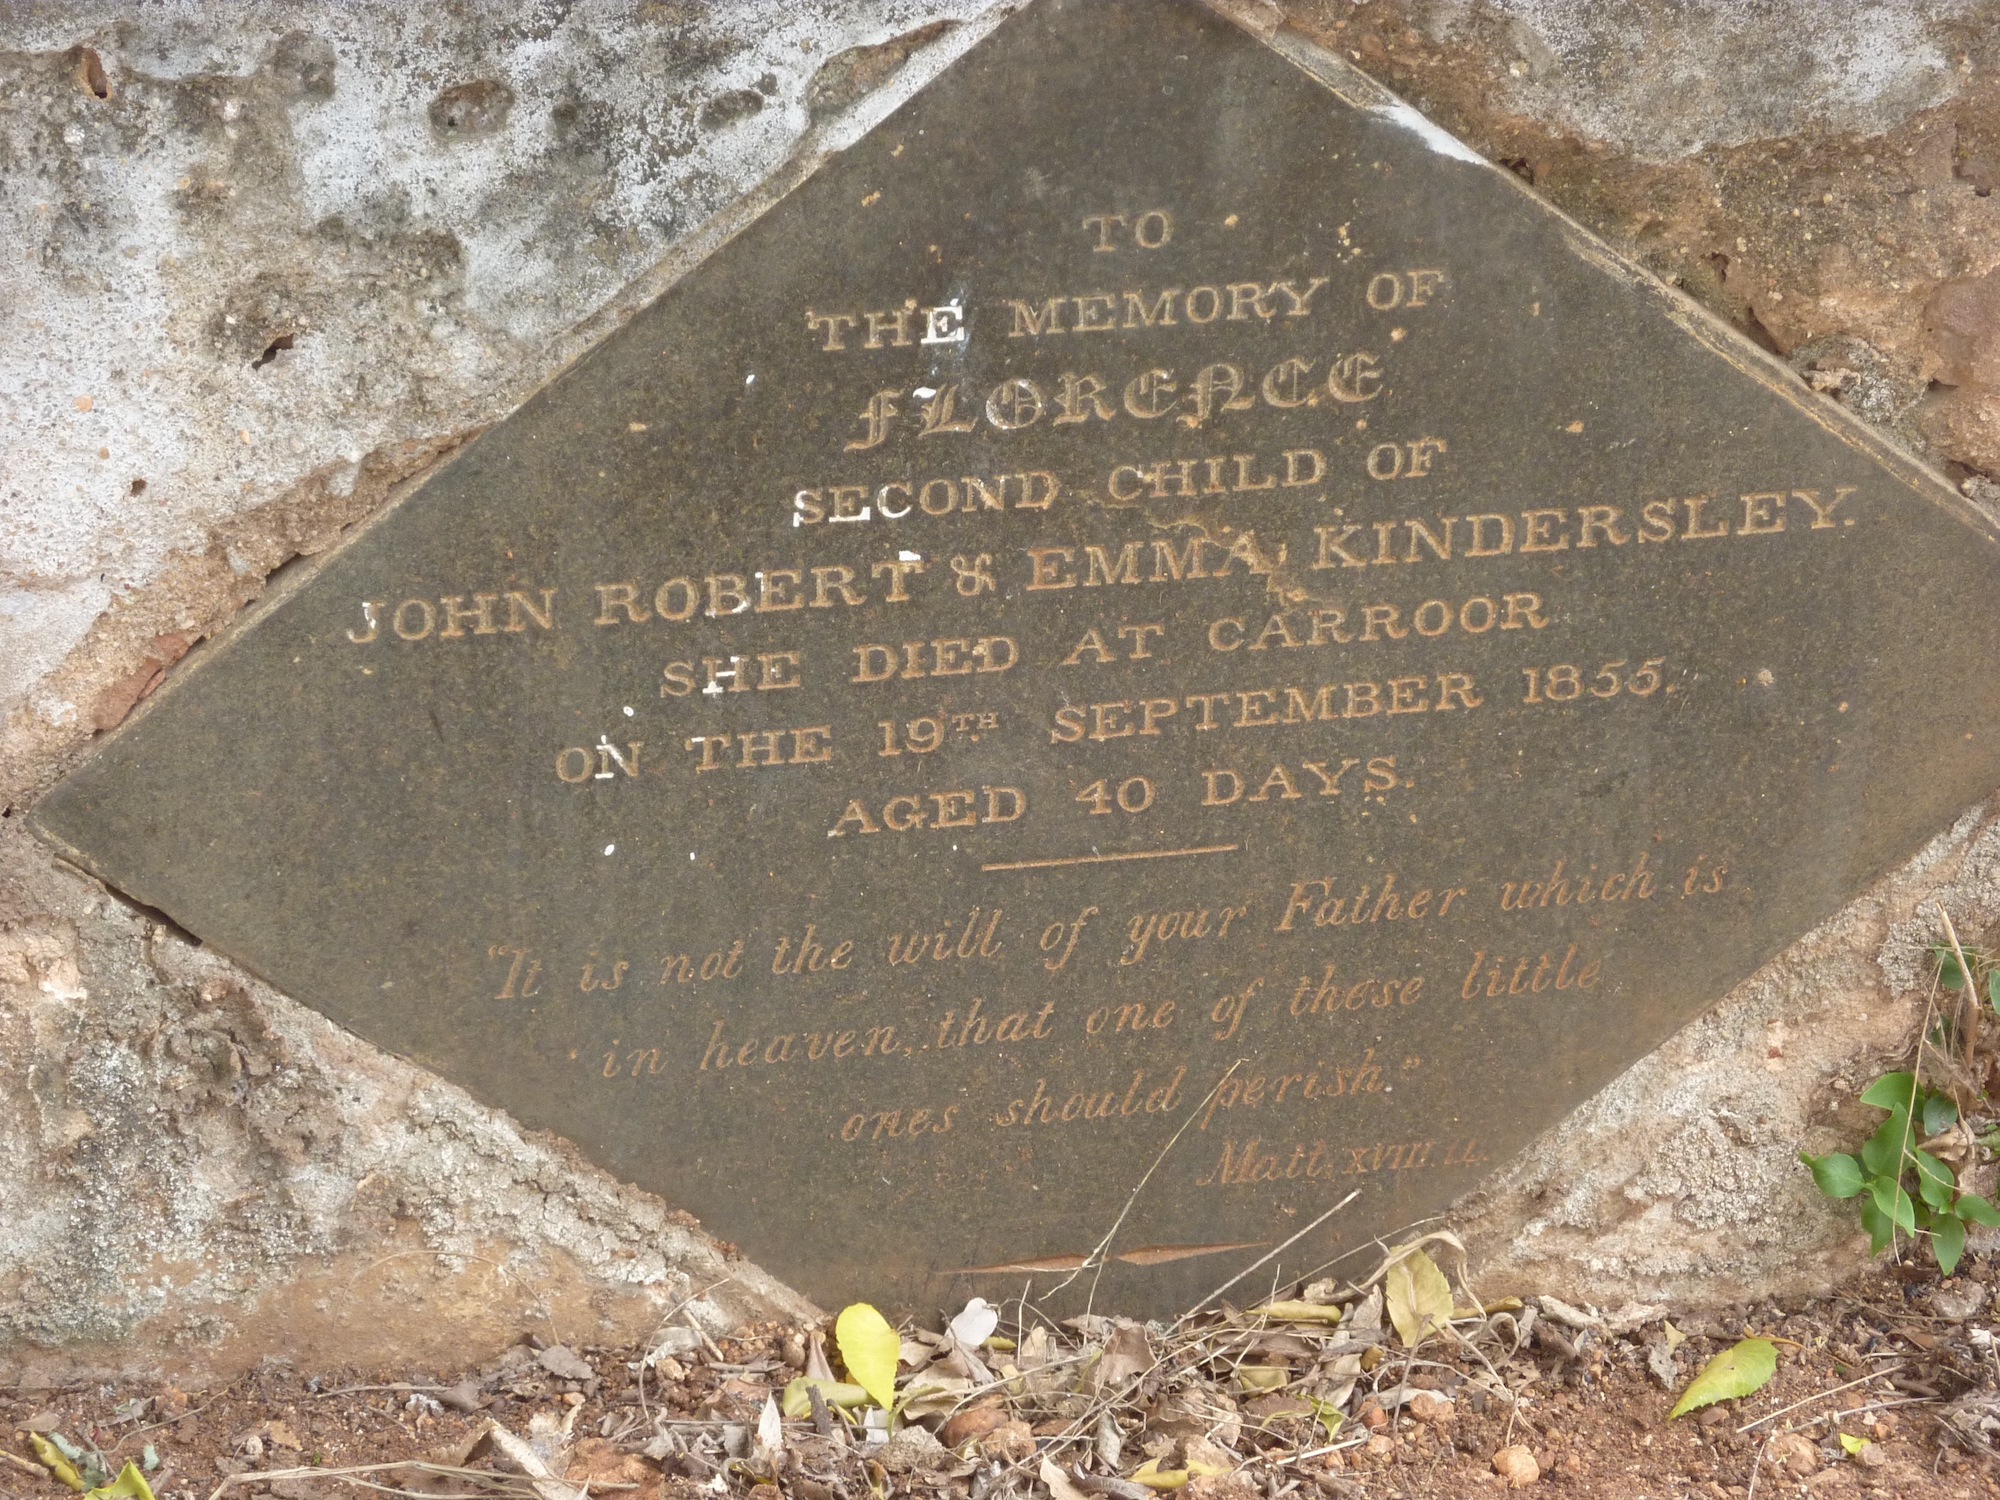 TO
THE MEMORY OF
FLORENCE
SECOND CHILD OF
JOHN ROBERT & EMMA KINDERSLEY.
SHE DIED AT CARROOR
ON THE 19TH SEPTEMBER 1855.
AGED 40 DAYS.
"It is not the will of your Father which is
in heaven, that one of these little
ones should perish."
Matt. XVIII.